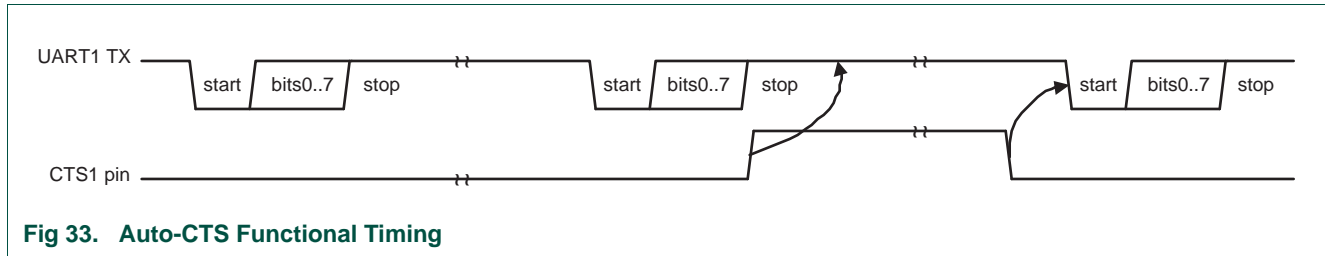 UART1 TX
start bits0..7 stop start bits0..7 stop start bits0..7 stop
CTS1 pin
Fig 33. Auto-CTS Functional Timing